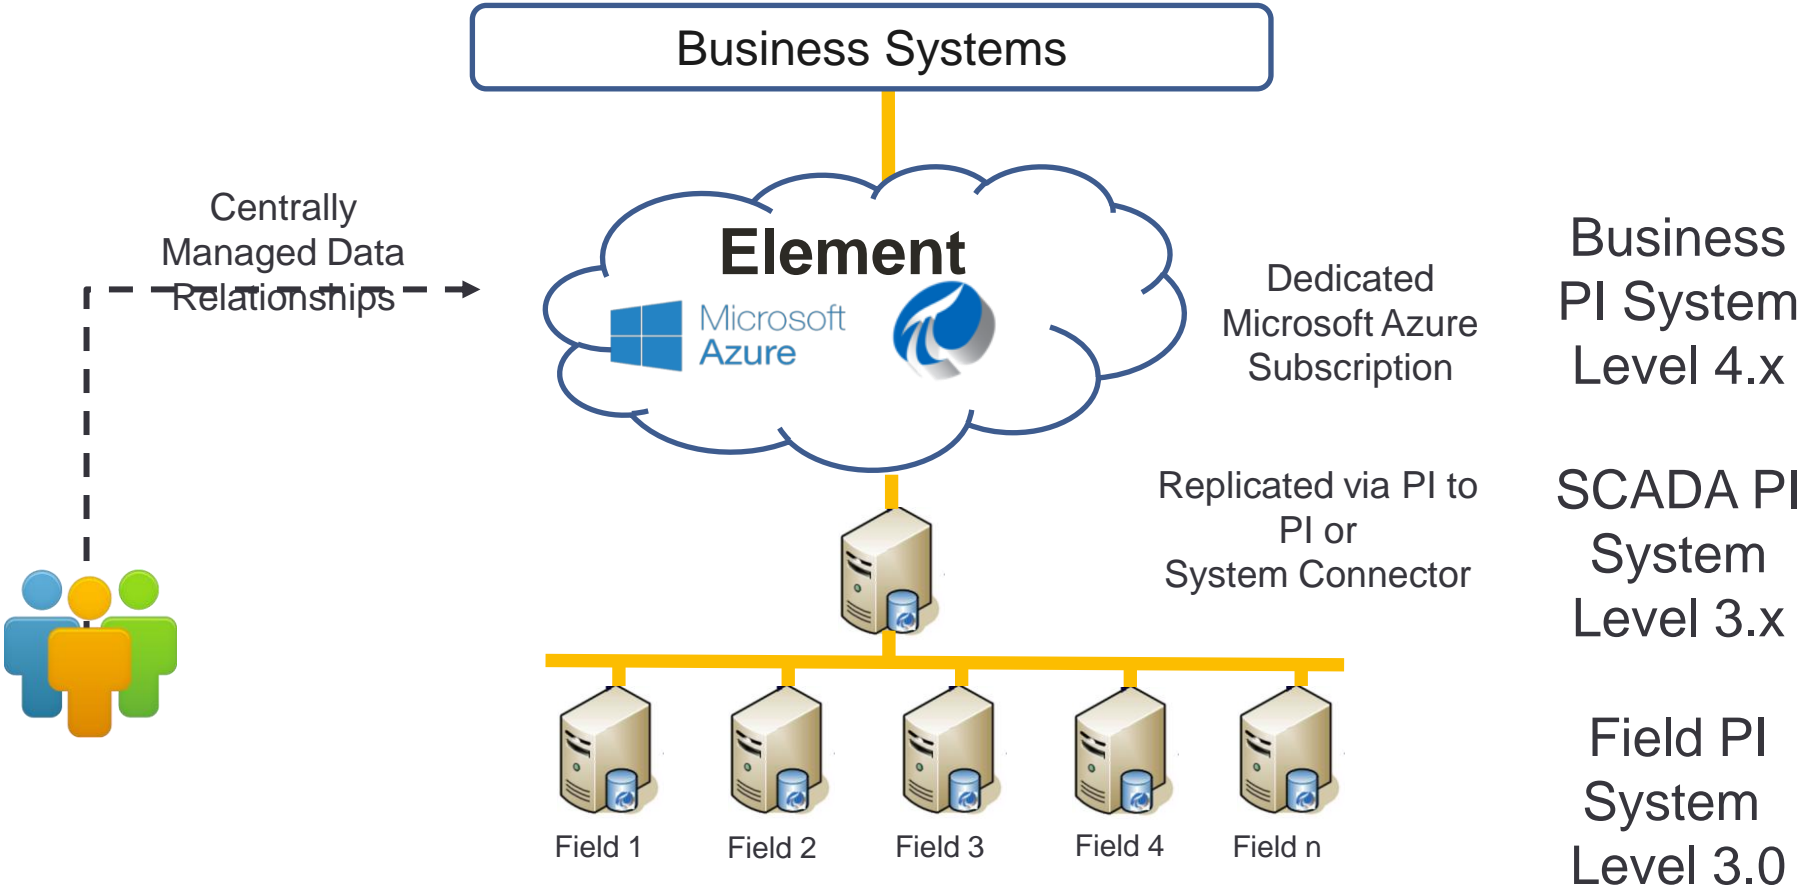 Business Systems
Centrally
Managed Data
Relationships
Element
Microsoft
Azure
Dedicated
Microsoft Azure
Subscription
Business
PI System
Level 4.x
Replicated via PI to
PI or
System Connector
SCADA PI
System
Level 3.x
Field 1
Field 2
Field 3
Field 4
Field n
Field PI
System
Level 3.0